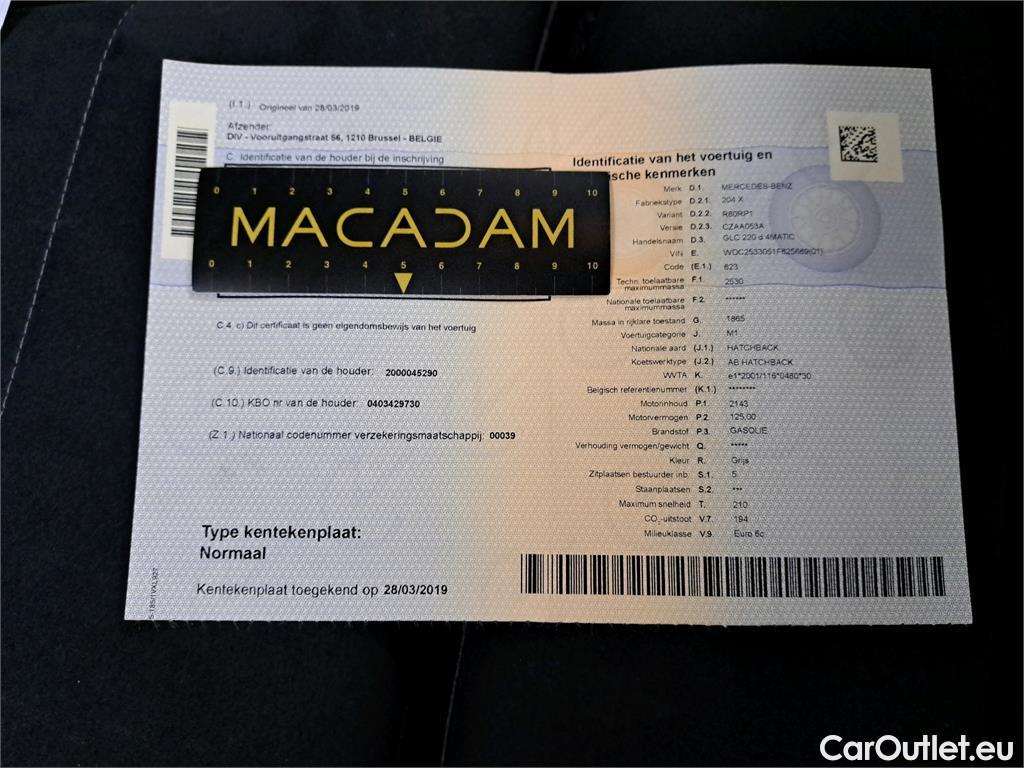 (I.1.) Origineel van 28/03/2019
Afzender:
DIV - Vooruitgangstraat 56, 1210 Brussel - BELGIE
C. Identificatie van de houder bij de inschrijving
0 1 2 3 4 5 6 7 8 9 10
MACADAM
0 1 2 3 4 5 6 7 8 9 10
C.4. c) Dit certificaat is geen eigendomsbewijs van het voertuig
(C.9.) Identificatie van de houder: 2000045290
(C.10.) KBO nr van de houder: 0403429730
(Z.1.) Nationaal codenummer verzekeringsmaatschappij: 00039
Type kentekenplaat:
Normaal
Kentekenplaat toegekend op 28/03/2019
Identificatie van het voertuig en
ische kenmerken
Merk D.1. MERCEDES-BENZ
Fabriekstype D.2.1. 204 X
Variant D.2.2. R80RP1
Versie D.2.3. CZAA053A
Handelsnaam D.3. GLC 220 d 4MATIC
VIN E. WDC2533051F625669(01)
Code (E.1.) 623
Techn. toelaatbare
maximummassa F.1. 2530
Nationale toelaatbare
maximummassa F.2. ******
Massa in rijklare toestand G. 1865
Voertuigcategorie J. M1
Nationale aard (J.1.) HATCHBACK
Koetswerktype (J.2.) AB HATCHBACK
WVTA K. e1*2001/116*0480*30
Belgisch referentienummer (K.1.) ********
Motorinhoud P.1. 2143
Motorvermogen P.2. 125,00
Brandstof P.3. GASOLIE
Verhouding vermogen/gewicht Q. *****
Kleur R. Grijs
Zitplaatsen bestuurder inb. S.1. 5
Staanplaatsen S.2. ***
Maximum snelheid T. 210
CO2-uitstoot V.7. 194
Milieuklasse V.9. Euro 6c
CarOutlet.eu